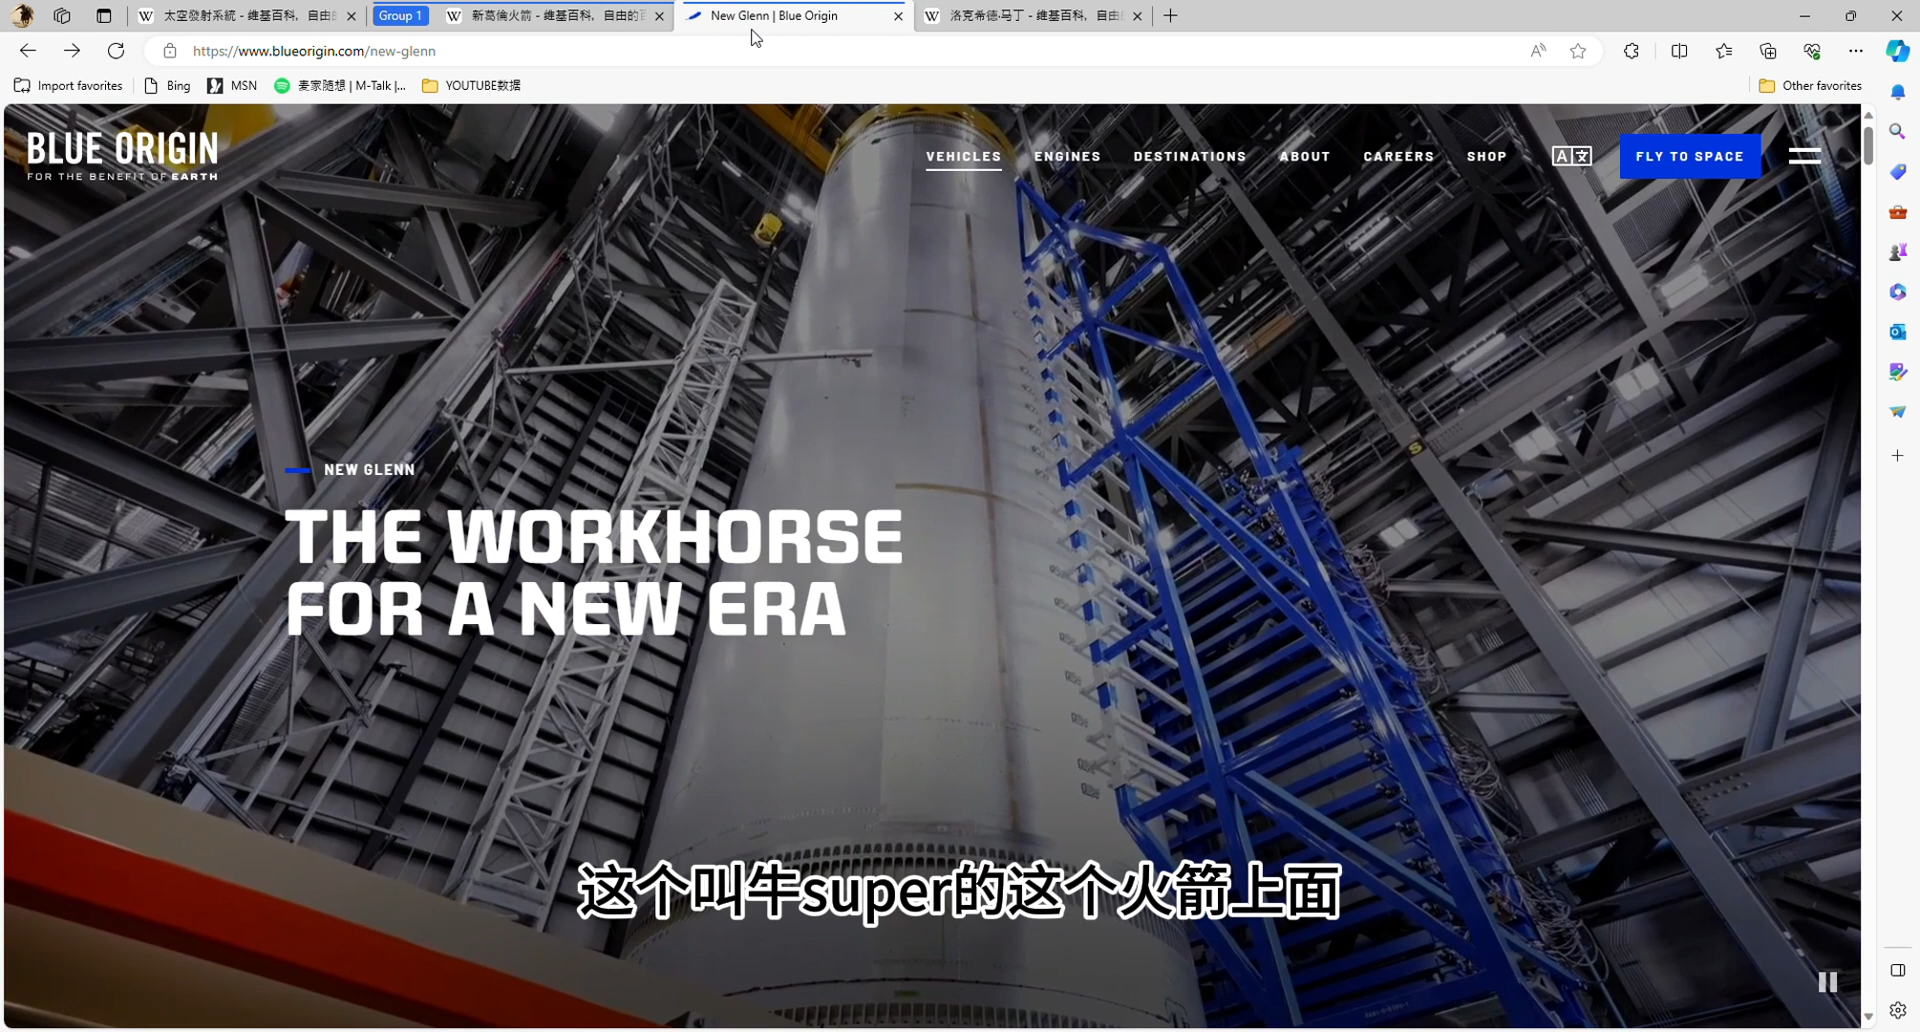 太空發射系統 - 維基百科，自由的
Group 1
新葛倫火箭 - 維基百科，自由的百
New Glenn | Blue Origin
洛克希德·马丁 - 维基百科，自由
https://www.blueorigin.com/new-glenn
Import favorites
Bing
MSN
麦家随想 | M-Talk |...
YOUTUBE数据
Other favorites
BLUE ORIGIN
FOR THE BENEFIT OF EARTH
VEHICLES
ENGINES
DESTINATIONS
ABOUT
CAREERS
SHOP
A文
FLY TO SPACE
NEW GLENN
THE WORKHORSE
FOR A NEW ERA
这个叫牛super的这个火箭上面